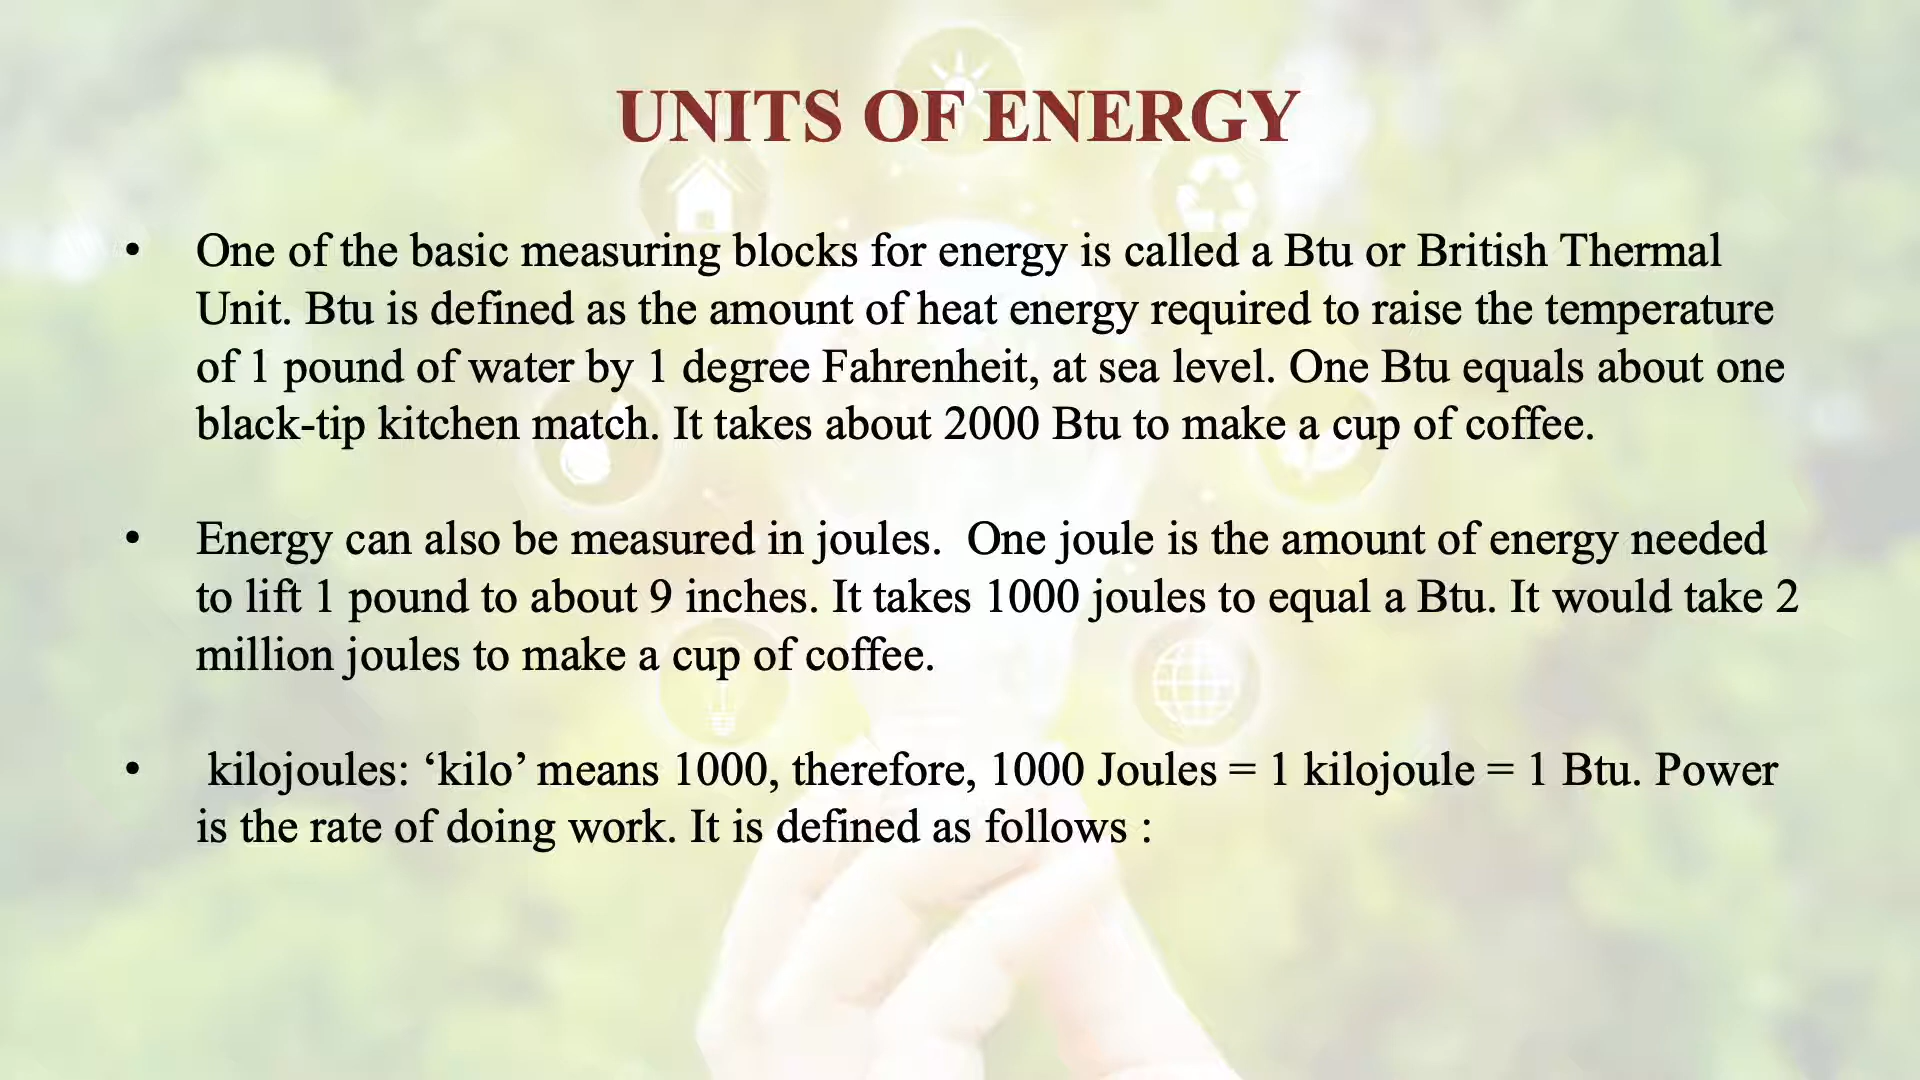 UNITS OF ENERGY
• One of the basic measuring blocks for energy is called a Btu or British Thermal
Unit. Btu is defined as the amount of heat energy required to raise the temperature
of 1 pound of water by 1 degree Fahrenheit, at sea level. One Btu equals about one
black-tip kitchen match. It takes about 2000 Btu to make a cup of coffee.
• Energy can also be measured in joules.  One joule is the amount of energy needed
to lift 1 pound to about 9 inches. It takes 1000 joules to equal a Btu. It would take 2
million joules to make a cup of coffee.
• kilojoules: ‘kilo’ means 1000, therefore, 1000 Joules = 1 kilojoule = 1 Btu. Power
is the rate of doing work. It is defined as follows :